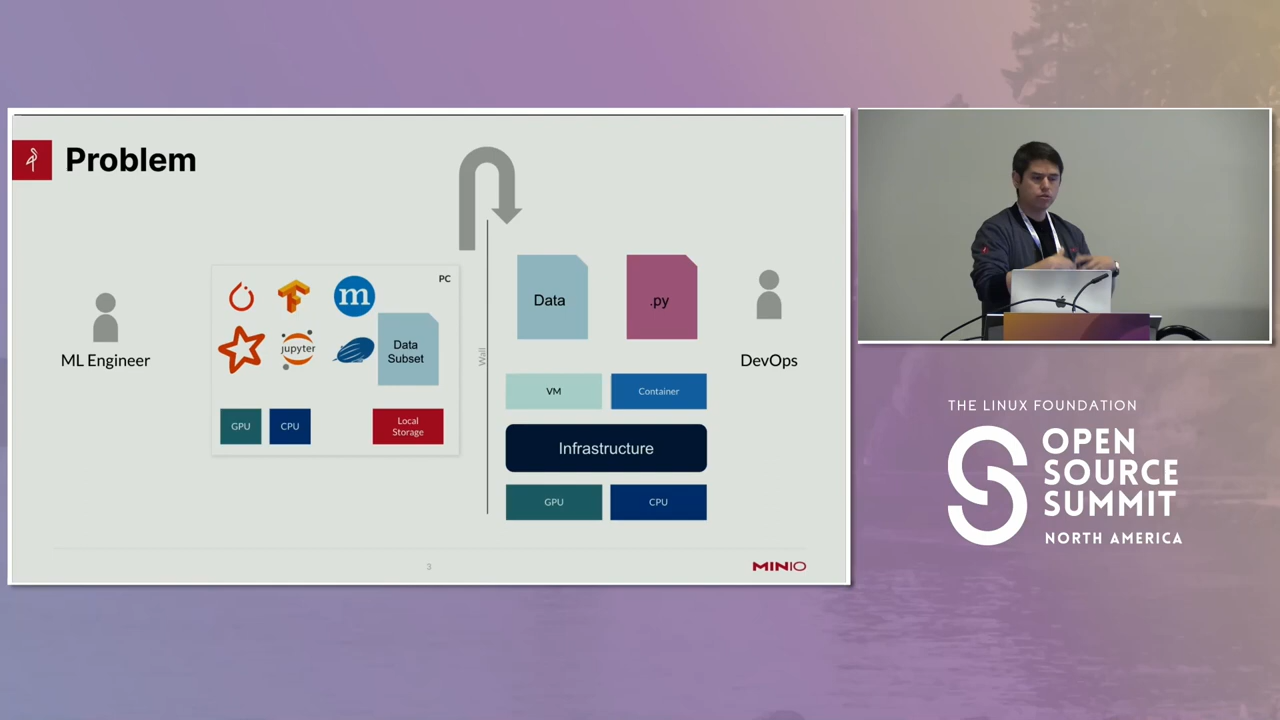 Problem
PC
m
jupyter
Data
Subset
GPU
CPU
Local
Storage
ML Engineer
Wall
Data
.py
DevOps
VM
Container
Infrastructure
GPU
CPU
3
MINIO
THE LINUX FOUNDATION
OPEN
SOURCE
SUMMIT
NORTH AMERICA